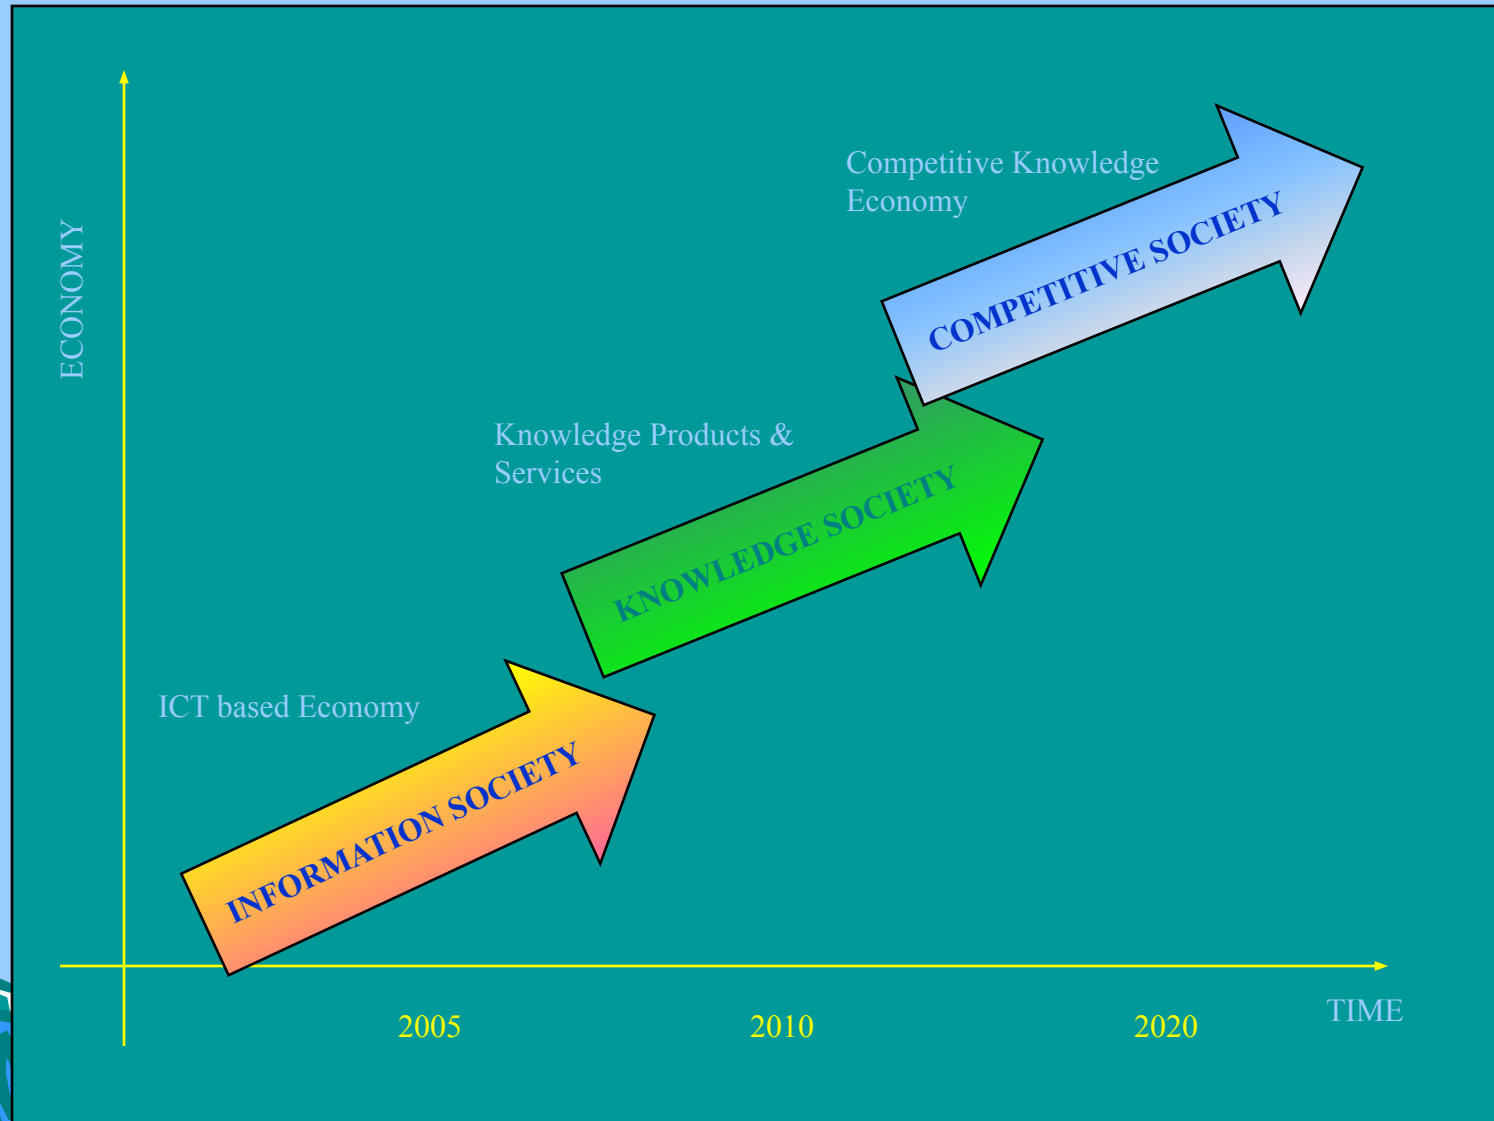 Competitive Knowledge
Economy
COMPETITIVE SOCIETY
ECONOMY
Knowledge Products &
Services
KNOWLEDGE SOCIETY
ICT based Economy
INFORMATION SOCIETY
TIME
2005
2010
2020